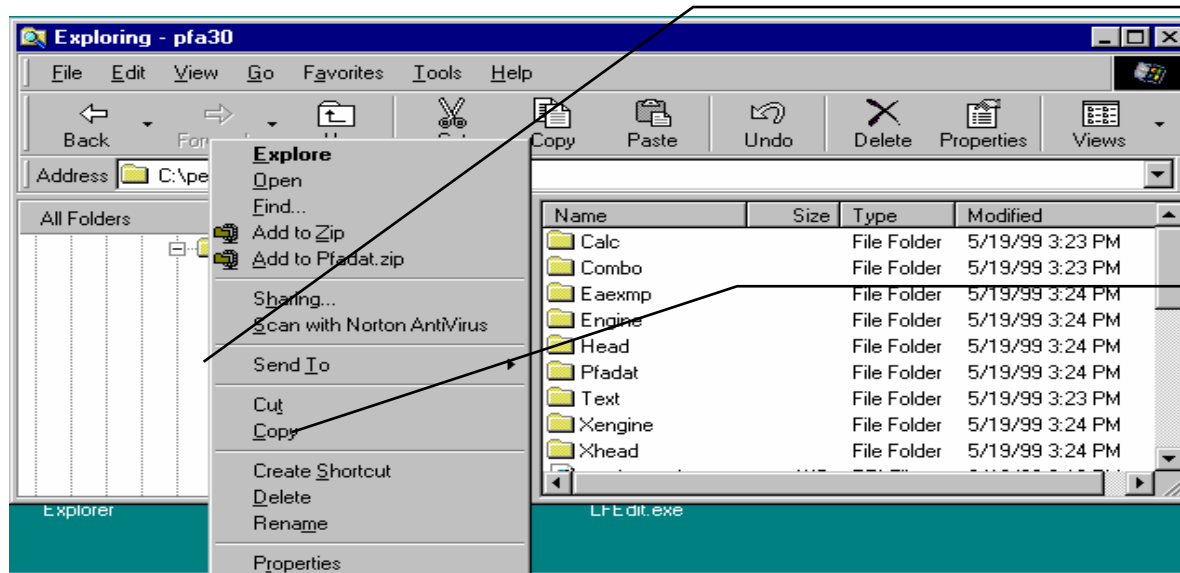 Exploring - pfa30
File Edit View Go Favorites Tools Help
Back Copy Paste Undo Delete Properties Views
Address C:\pe
All Folders
Explore
Open
Find...
Add to Zip
Add to Pfadat.zip
Sharing...
Scan with Norton AntiVirus
Send To
Cut
Copy
Create Shortcut
Delete
Rename
Properties
Name Size Type Modified
Calc File Folder 5/19/99 3:23 PM
Combo File Folder 5/19/99 3:23 PM
Eaexmp File Folder 5/19/99 3:24 PM
Engine File Folder 5/19/99 3:24 PM
Head File Folder 5/19/99 3:24 PM
Pfadat File Folder 5/19/99 3:24 PM
Text File Folder 5/19/99 3:23 PM
Xengine File Folder 5/19/99 3:24 PM
Xhead File Folder 5/19/99 3:24 PM
Explorer LFEdit.exe